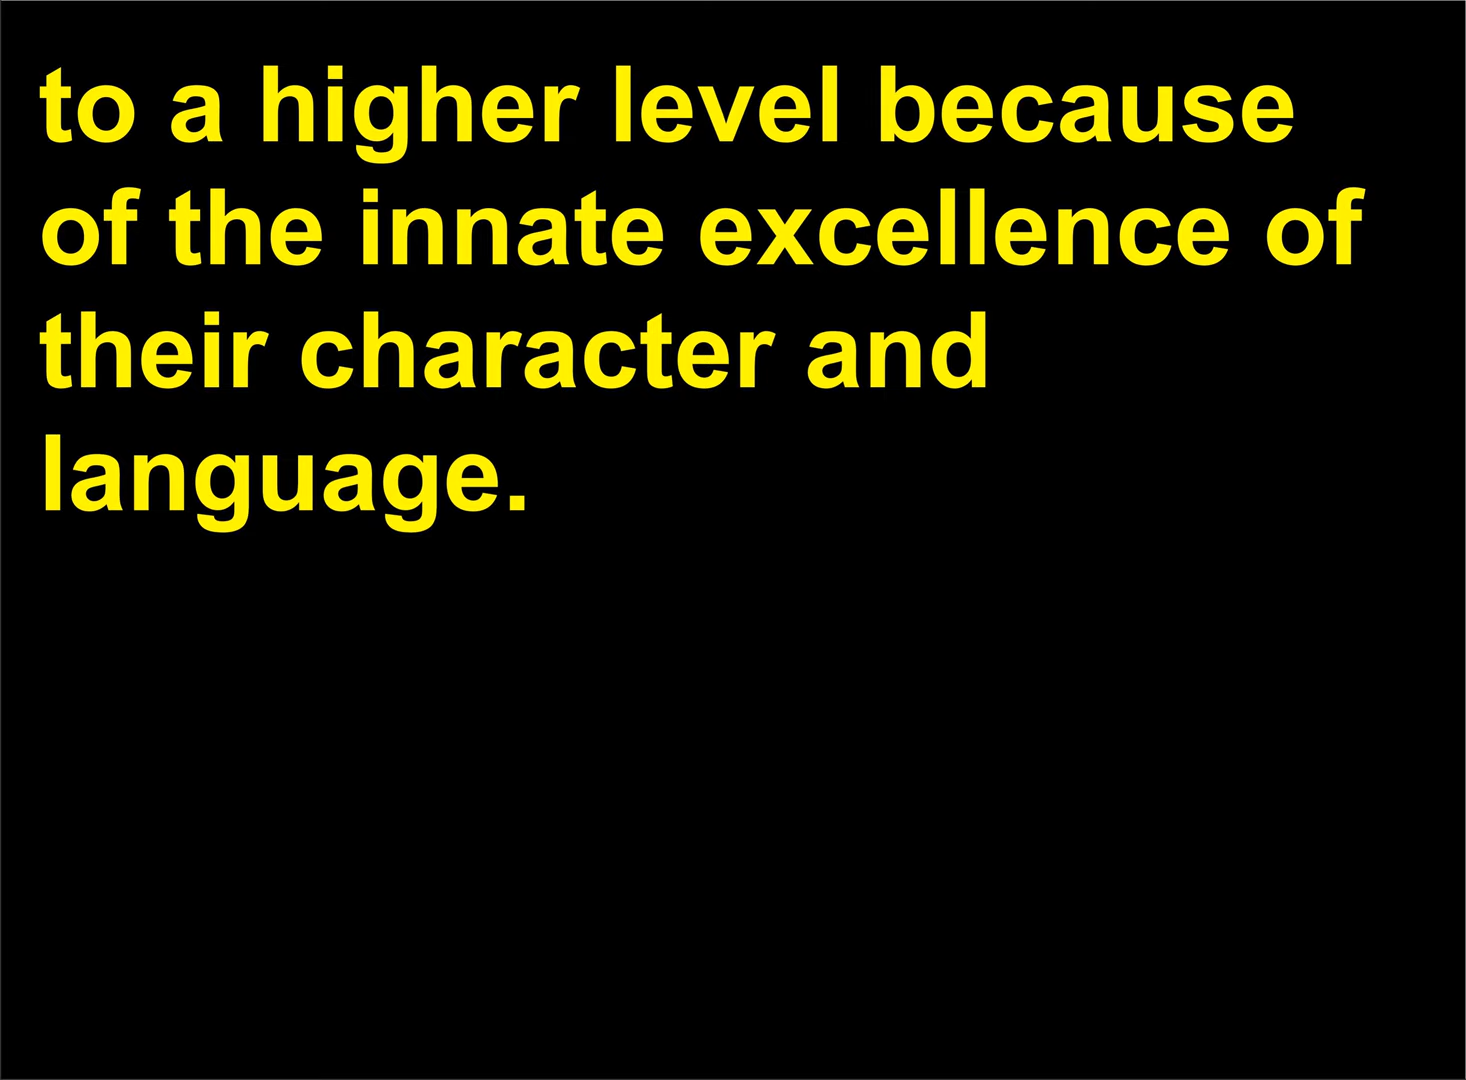 to a higher level because
of the innate excellence of
their character and
language.